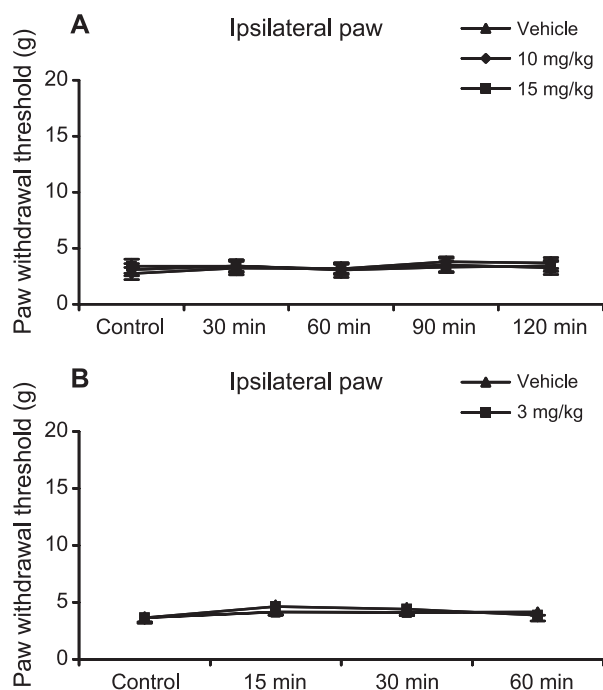 A
Ipsilateral paw
Vehicle
10 mg/kg
15 mg/kg
Paw withdrawal threshold (g)
20
15
10
5
0
Control 30 min 60 min 90 min 120 min
B
Ipsilateral paw
Vehicle
3 mg/kg
Paw withdrawal threshold (g)
20
15
10
5
0
Control 15 min 30 min 60 min